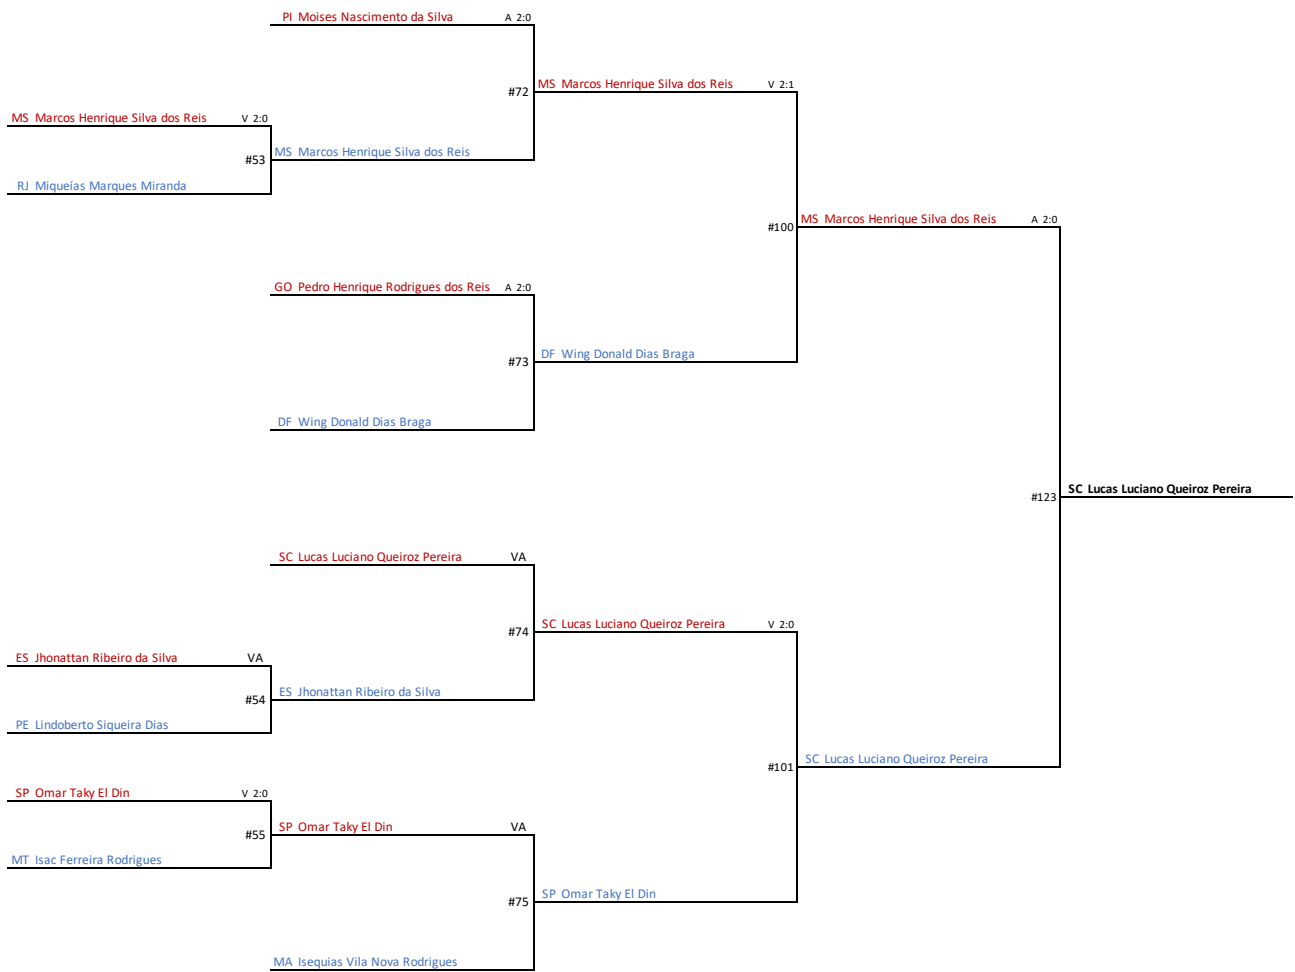 PI Moises Nascimento da Silva A 2:0
#72 MS Marcos Henrique Silva dos Reis V 2:1
MS Marcos Henrique Silva dos Reis V 2:0
#53 MS Marcos Henrique Silva dos Reis
RJ Miqueías Marques Miranda
#100 MS Marcos Henrique Silva dos Reis A 2:0
GO Pedro Henrique Rodrigues dos Reis A 2:0
#73 DF Wing Donald Dias Braga
DF Wing Donald Dias Braga
#123 SC Lucas Luciano Queiroz Pereira
SC Lucas Luciano Queiroz Pereira VA
#74 SC Lucas Luciano Queiroz Pereira V 2:0
ES Jhonattan Ribeiro da Silva VA
#54 ES Jhonattan Ribeiro da Silva
PE Lindoberto Siqueira Dias
#101 SC Lucas Luciano Queiroz Pereira
SP Omar Taky El Din V 2:0
#55 SP Omar Taky El Din VA
MT Isac Ferreira Rodrigues
#75 SP Omar Taky El Din
MA Isequias Vila Nova Rodrigues